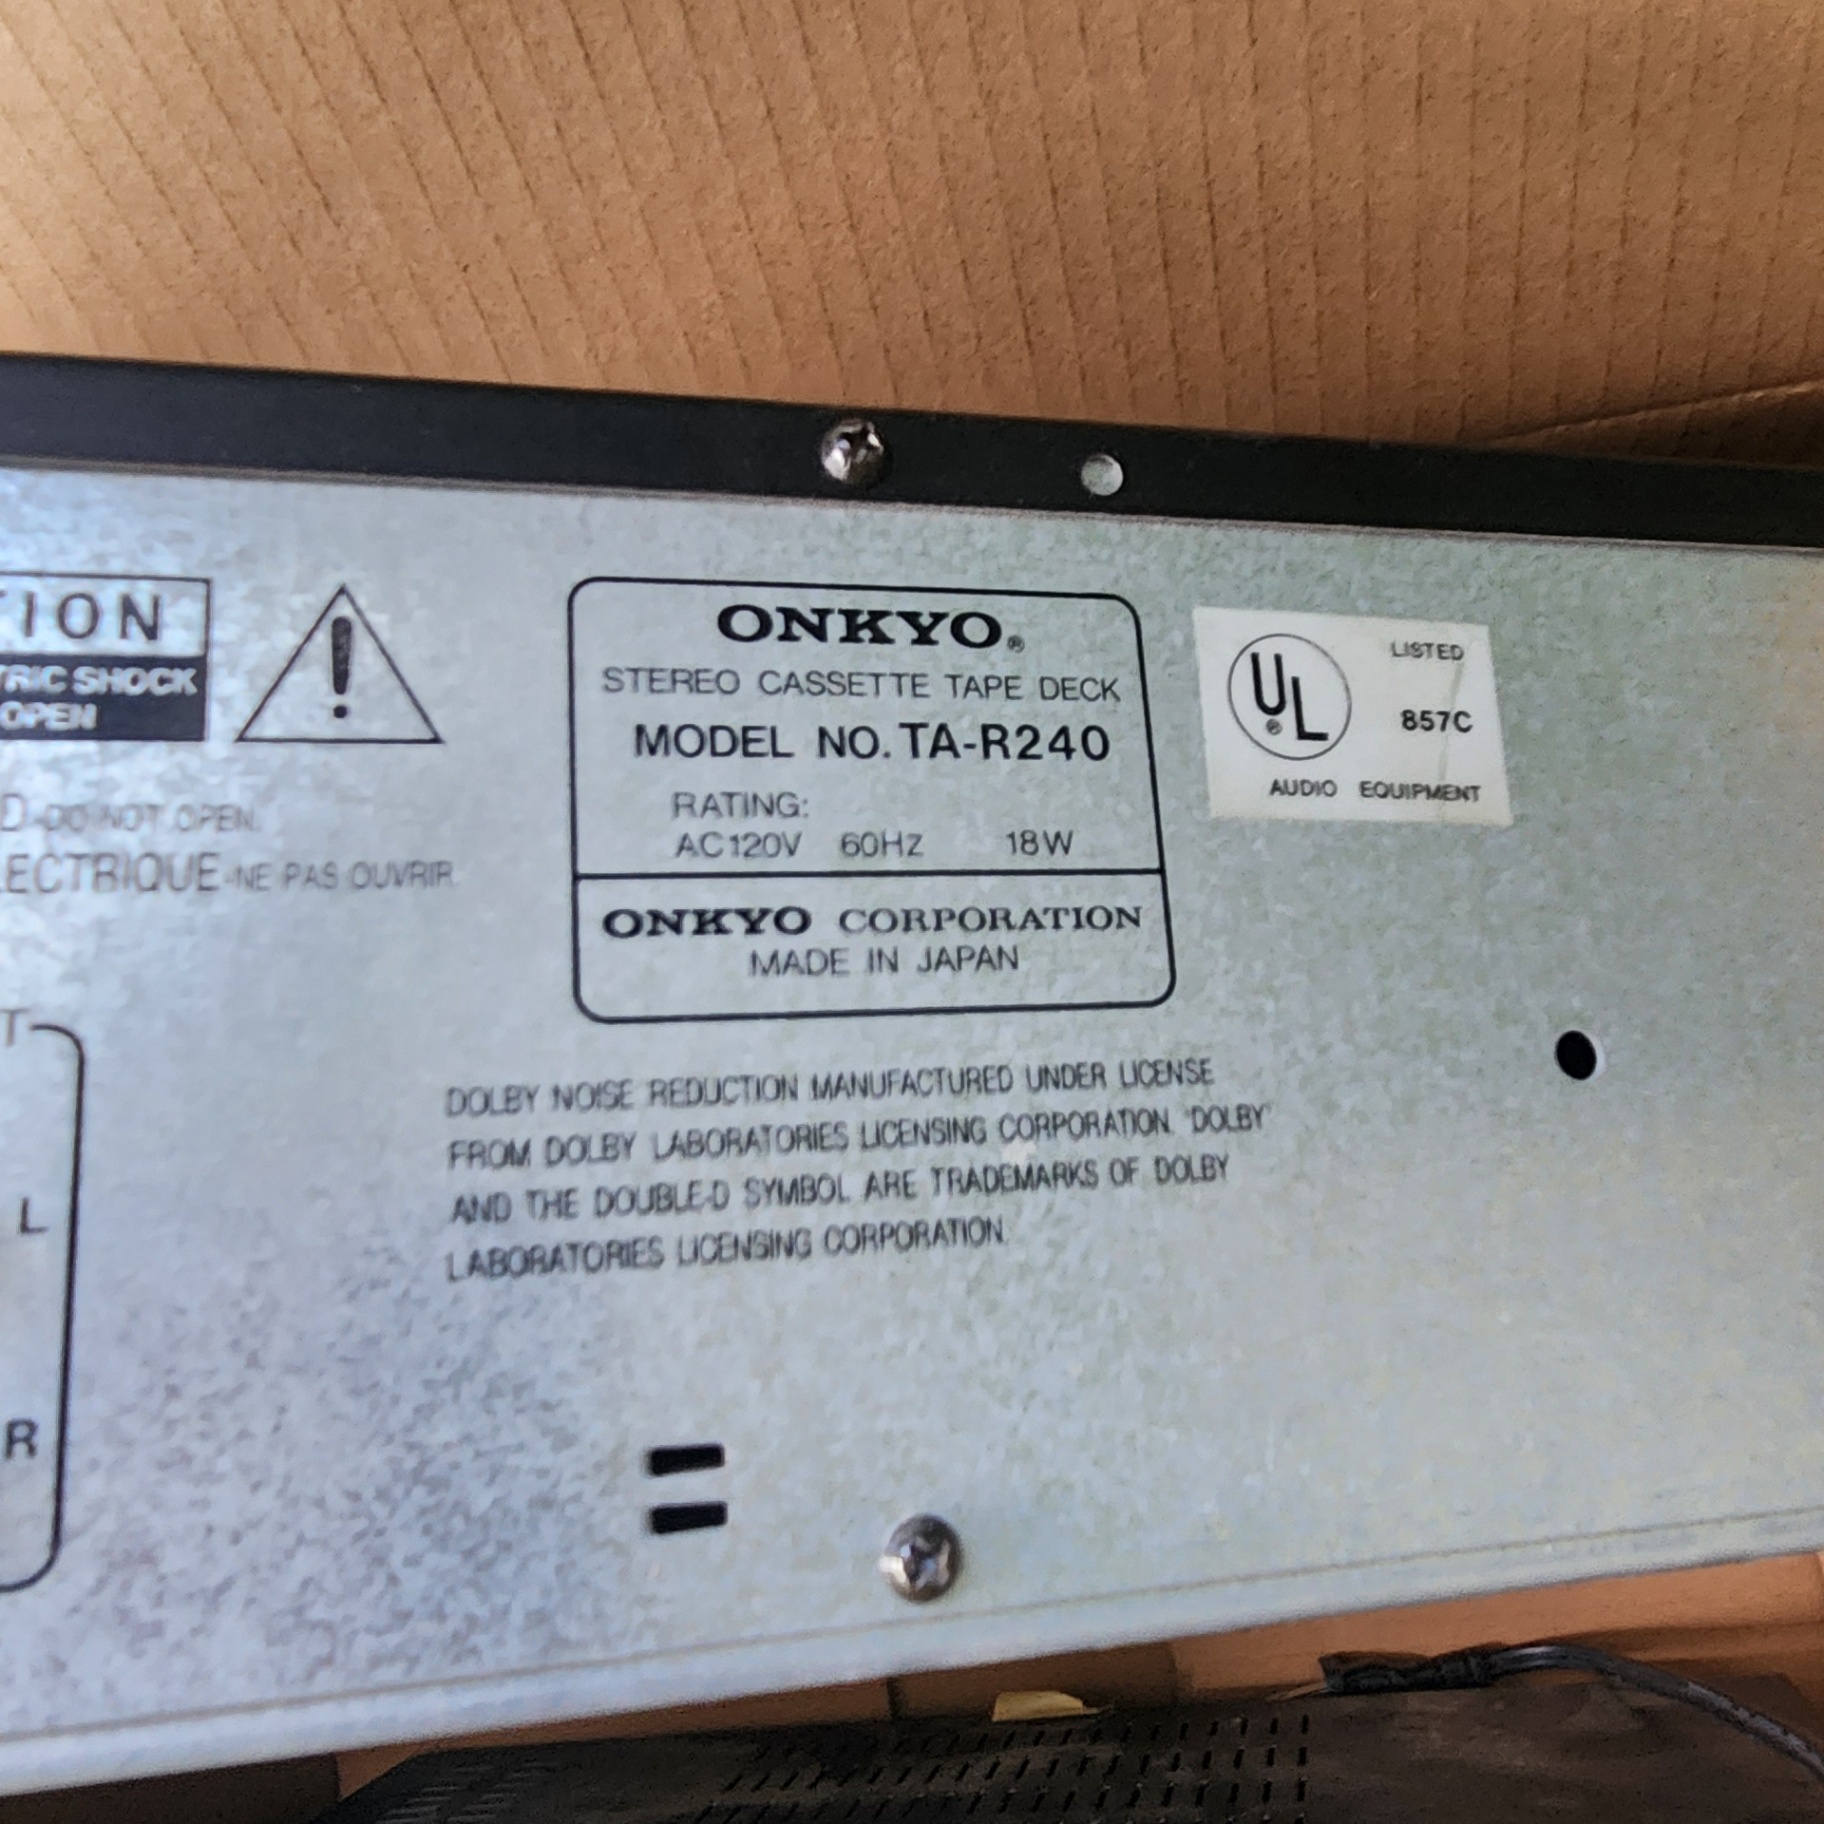 TION
TRIC SHOCK
OPEN
D-DO NOT OPEN.
LECTRIQUE-NE PAS OUVRIR
ONKYO®
STEREO CASSETTE TAPE DECK
MODEL NO. TA-R240
RATING:
AC120V 60HZ 18W
ONKYO CORPORATION
MADE IN JAPAN
UL®
LISTED
857C
AUDIO EQUIPMENT
DOLBY NOISE REDUCTION MANUFACTURED UNDER LICENSE
FROM DOLBY LABORATORIES LICENSING CORPORATION. "DOLBY"
AND THE DOUBLE-D SYMBOL ARE TRADEMARKS OF DOLBY
LABORATORIES LICENSING CORPORATION.
T
L
R